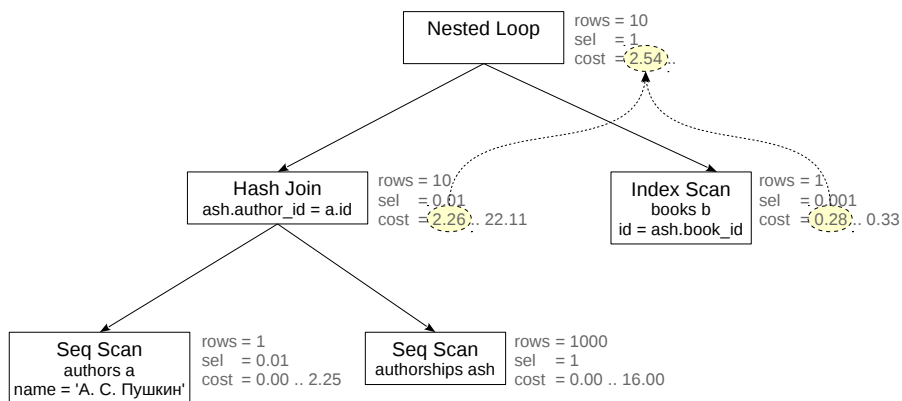 Nested Loop
rows = 10
sel = 1
cost = 2.54 ..
Hash Join
ash.author_id = a.id
rows = 10
sel = 0.01
cost = 2.26 .. 22.11
Index Scan
books b
id = ash.book_id
rows = 1
sel = 0.001
cost = 0.28 .. 0.33
Seq Scan
authors a
name = 'А. С. Пушкин'
rows = 1
sel = 0.01
cost = 0.00 .. 2.25
Seq Scan
authorships ash
rows = 1000
sel = 1
cost = 0.00 .. 16.00